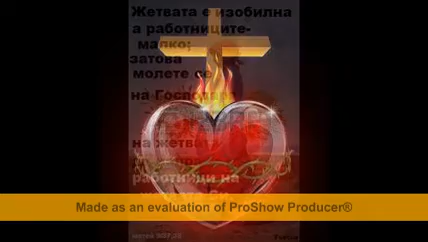 Жетвата е изобилна
а работниците-
малко;
затова
молете се
на Господаря
на жетвата
работници на
Made as an evaluation of ProShow Producer®